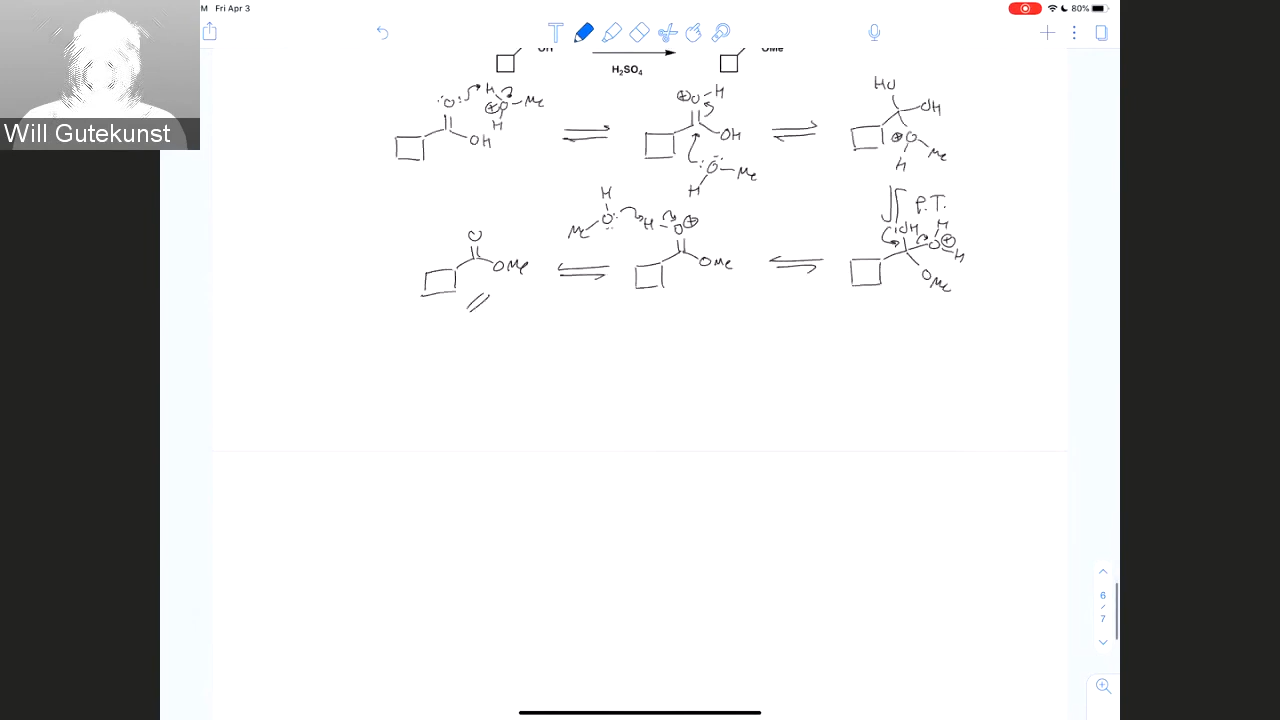 M Fri Apr 3
80%
OMe
H₂SO₄
Will Gutekunst
O H ⊕ O Me H OH
⊕ O H OH O Me H
HO OH ⊕ O Me H
P.T.
H Me O H O ⊕ OMe
O OMe
OH O H ⊕ H OMe
6
/
7